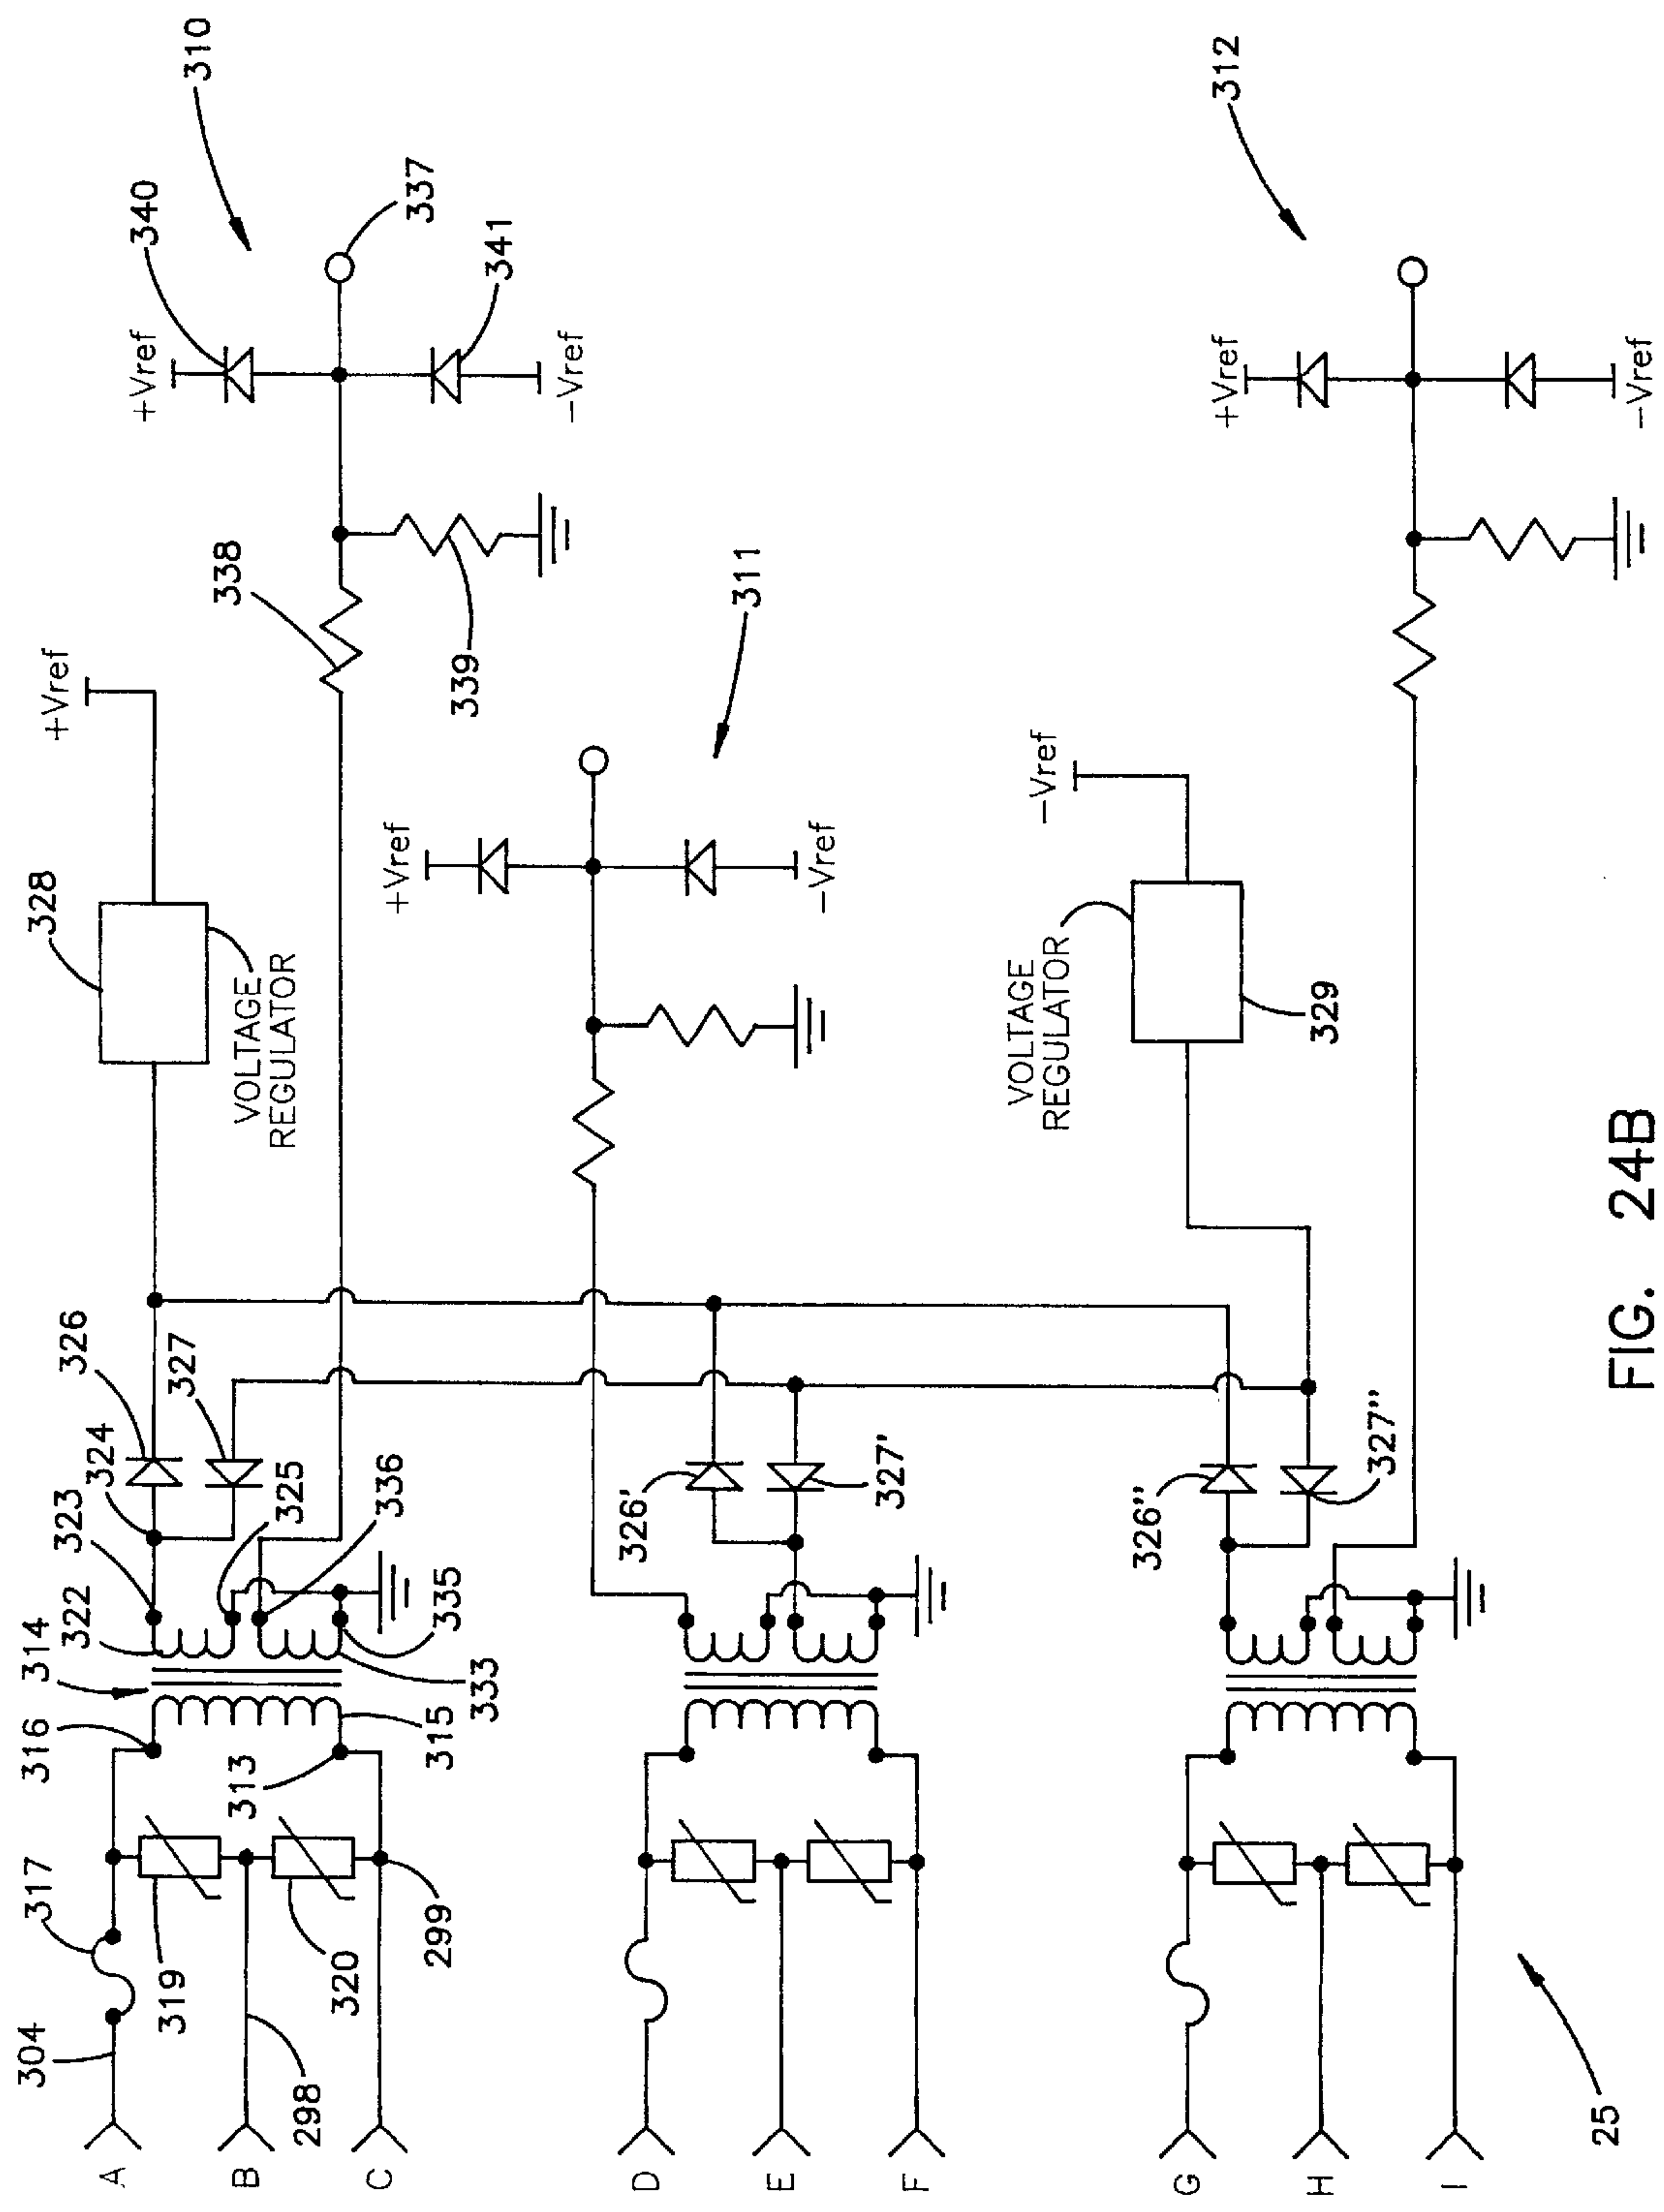 310
340
+Vref
337
341
-Vref
338
339
+Vref
328
VOLTAGE
REGULATOR
326
327
324
323
325
322
336
314
335
333
316
315
313
317
319
320
299
304
298
A
B
C
311
+Vref
-Vref
326'
327'
D
E
F
312
+Vref
-Vref
-Vref
VOLTAGE
REGULATOR
329
326"
327"
G
H
I
25
FIG. 24B